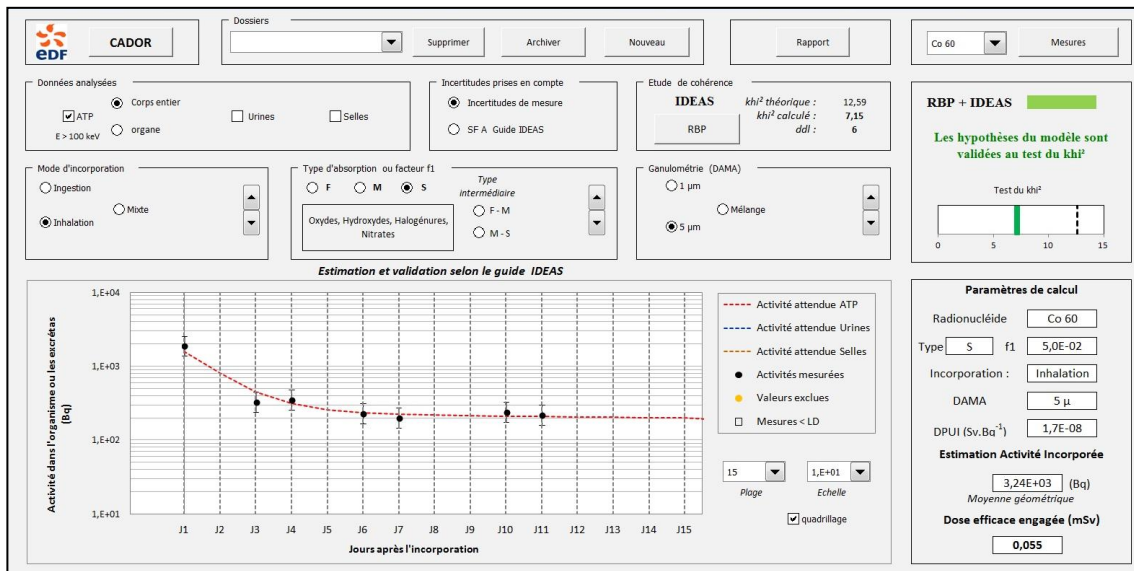 eDF
CADOR
Dossiers
Supprimer
Archiver
Nouveau
Rapport
Co 60
Mesures
Données analysées
Corps entier
ATP
organe
E > 100 keV
Urines
Selles
Incertitudes prises en compte
Incertitudes de mesure
SF A Guide IDEAS
Etude de cohérence
IDEAS
RBP
khi² théorique : 12,59
khi² calculé : 7,15
ddl : 6
RBP + IDEAS
Les hypothèses du modèle sont
validées au test du khi²
Test du khi²
0 5 10 15
Mode d'incorporation
Ingestion
Mixte
Inhalation
Type d'absorption ou facteur f1
F M S
Type
intermédiaire
F - M
M - S
Oxydes, Hydroxydes, Halogénures,
Nitrates
Ganulométrie (DAMA)
1 µm
Mélange
5 µm
Estimation et validation selon le guide IDEAS
Activité dans l'organisme ou les excrétas
(Bq)
1,E+04
1,E+03
1,E+02
1,E+01
J1 J2 J3 J4 J5 J6 J7 J8 J9 J10 J11 J12 J13 J14 J15
Jours après l'incorporation
Activité attendue ATP
Activité attendue Urines
Activité attendue Selles
Activités mesurées
Valeurs exclues
Mesures < LD
15
1,E+01
Plage
Echelle
quadrillage
Paramètres de calcul
Radionucléide Co 60
Type S f1 5,0E-02
Incorporation : Inhalation
DAMA 5 µ
DPUI (Sv.Bq⁻¹) 1,7E-08
Estimation Activité Incorporée
3,24E+03 (Bq)
Moyenne géométrique
Dose efficace engagée (mSv)
0,055